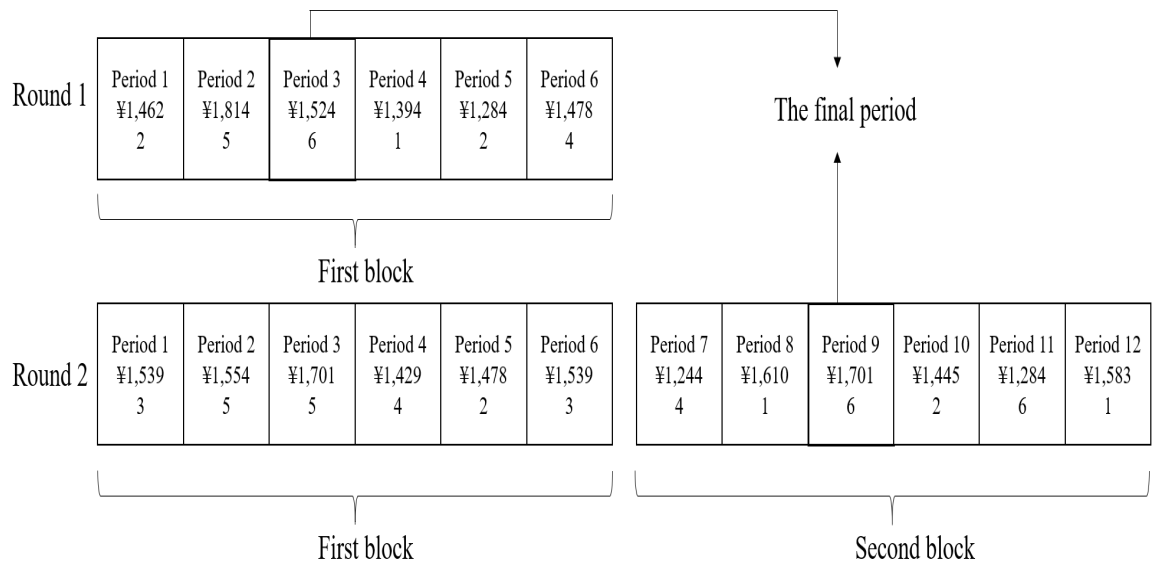 Round 1
Period 1
¥1,462
2
Period 2
¥1,814
5
Period 3
¥1,524
6
Period 4
¥1,394
1
Period 5
¥1,284
2
Period 6
¥1,478
4
The final period
First block
Round 2
Period 1
¥1,539
3
Period 2
¥1,554
5
Period 3
¥1,701
5
Period 4
¥1,429
4
Period 5
¥1,478
2
Period 6
¥1,539
3
Period 7
¥1,244
4
Period 8
¥1,610
1
Period 9
¥1,701
6
Period 10
¥1,445
2
Period 11
¥1,284
6
Period 12
¥1,583
1
First block
Second block